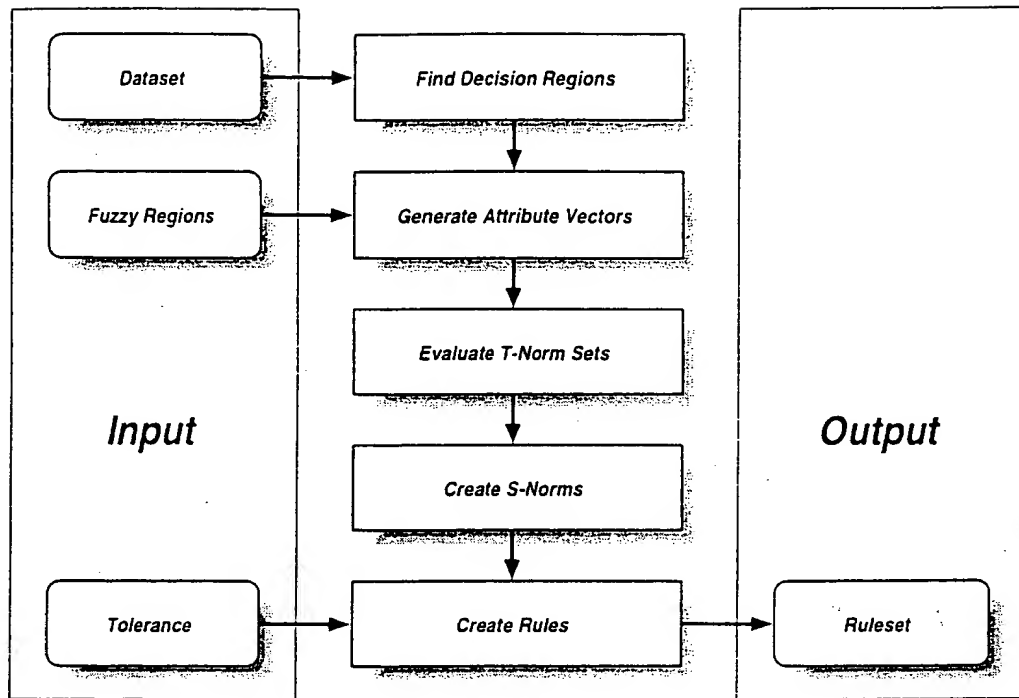 Dataset
Find Decision Regions
Fuzzy Regions
Generate Attribute Vectors
Evaluate T-Norm Sets
Input
Output
Create S-Norms
Tolerance
Create Rules
Ruleset